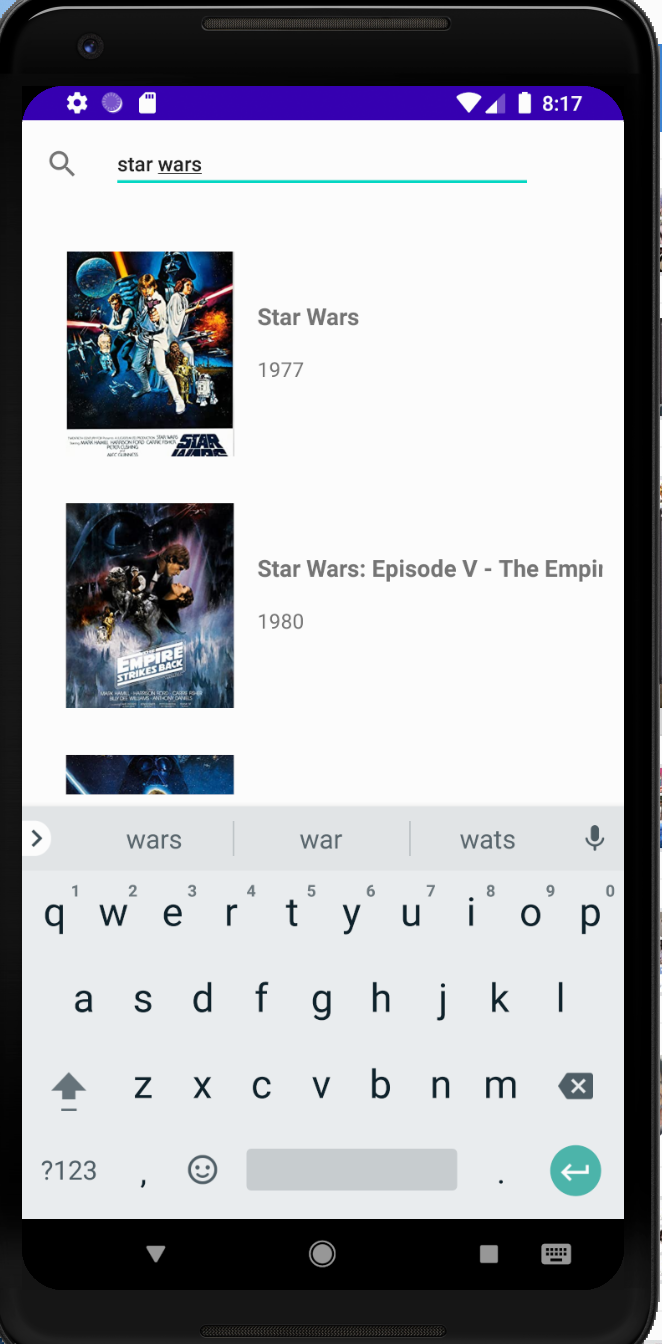 8:17
star wars
Star Wars
1977
STAR
WARS
Star Wars: Episode V - The Empir
1980
EMPIRE
STRIKES BACK
wars war wats
1 2 3 4 5 6 7 8 9 0
q w e r t y u i o p
a s d f g h j k l
z x c v b n m
?123 , .